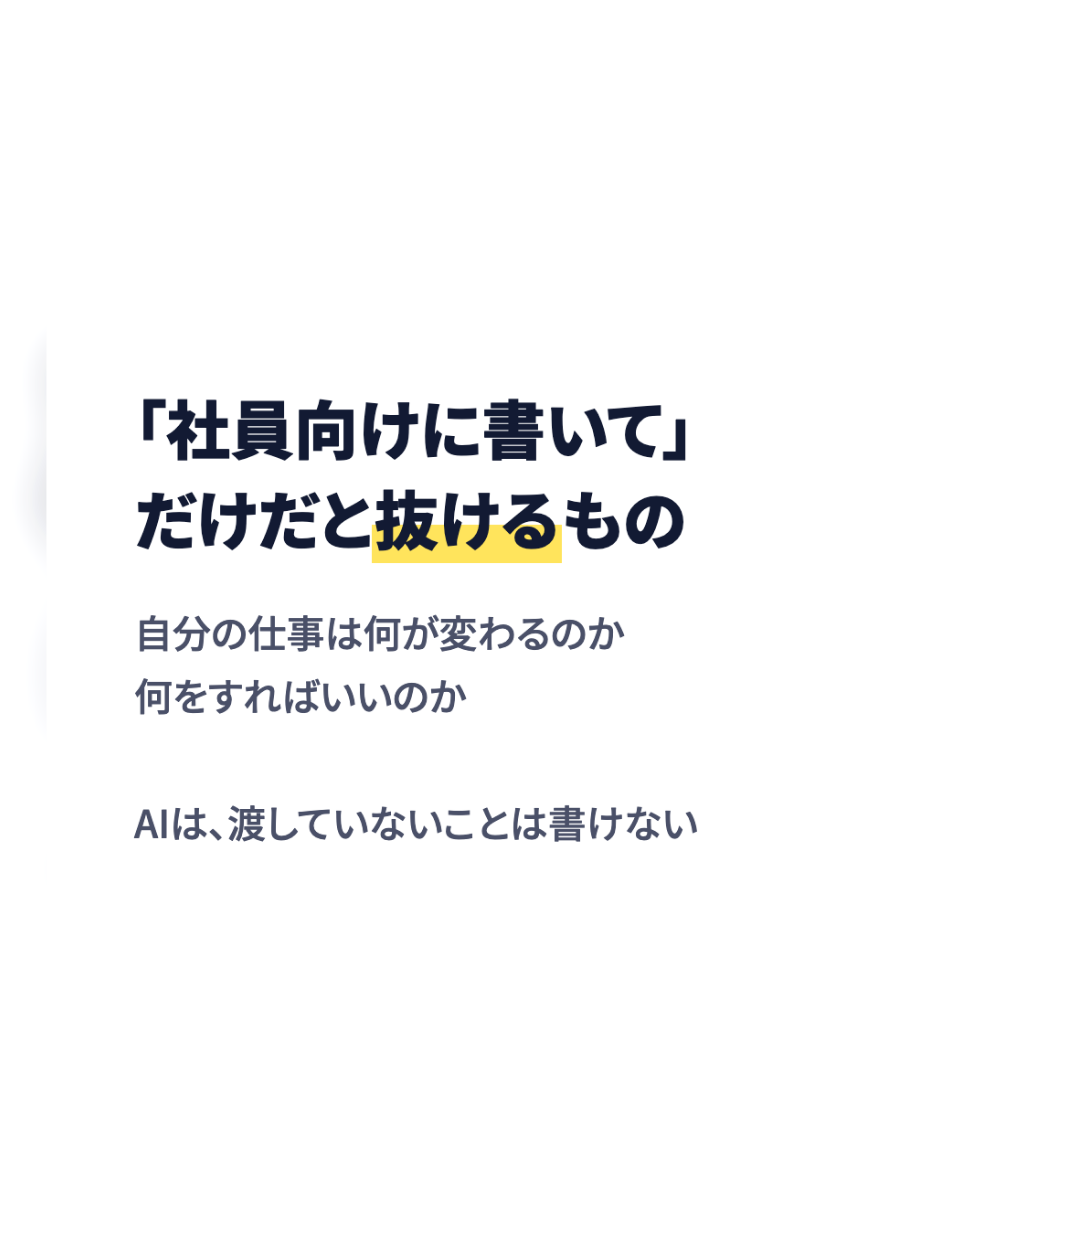 「社員向けに書いて」
だけだと抜けるもの
自分の仕事は何が変わるのか
何をすればいいのか
AIは、渡していないことは書けない